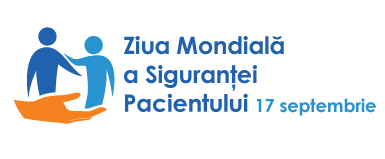 Ziua Mondială
a Siguranței
Pacientului 17 septembrie